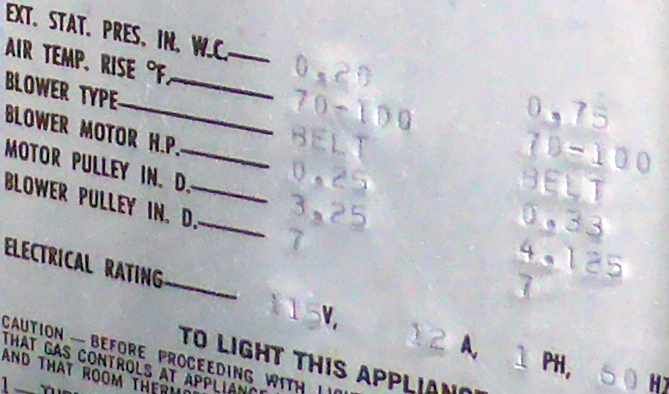 EXT. STAT. PRES. IN. W.C. 0.20 0.75
AIR TEMP. RISE °F. 70-100 70-100
BLOWER TYPE BELT BELT
BLOWER MOTOR H.P. 0.25 0.33
MOTOR PULLEY IN. D. 3.25 4.125
BLOWER PULLEY IN. D. 7 7
ELECTRICAL RATING 115V, 12 A, 1 PH, 60 HZ
TO LIGHT THIS APPLIANCE
CAUTION — BEFORE PROCEEDING WITH
THAT GAS CONTROLS AT APPLIANCE
AND THAT ROOM
1 —